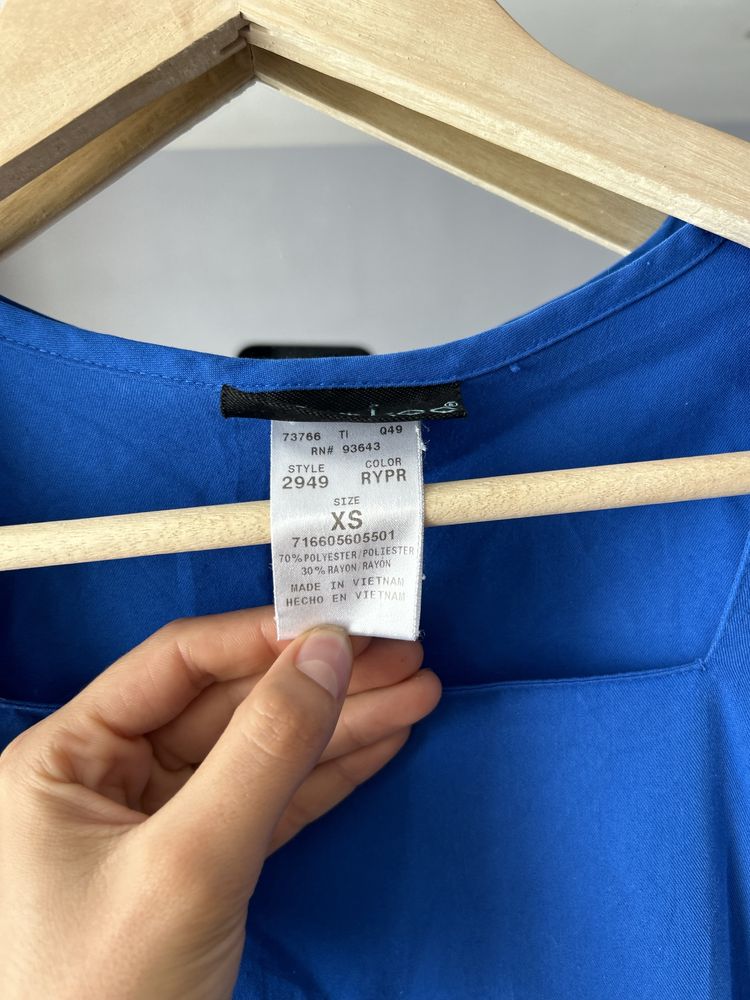 73766 TI Q49
RN# 93643
STYLE COLOR
2949 RYPR
SIZE
XS
716605605501
70% POLYESTER/POLIESTER
30% RAYON/RAYON
MADE IN VIETNAM
HECHO EN VIETNAM